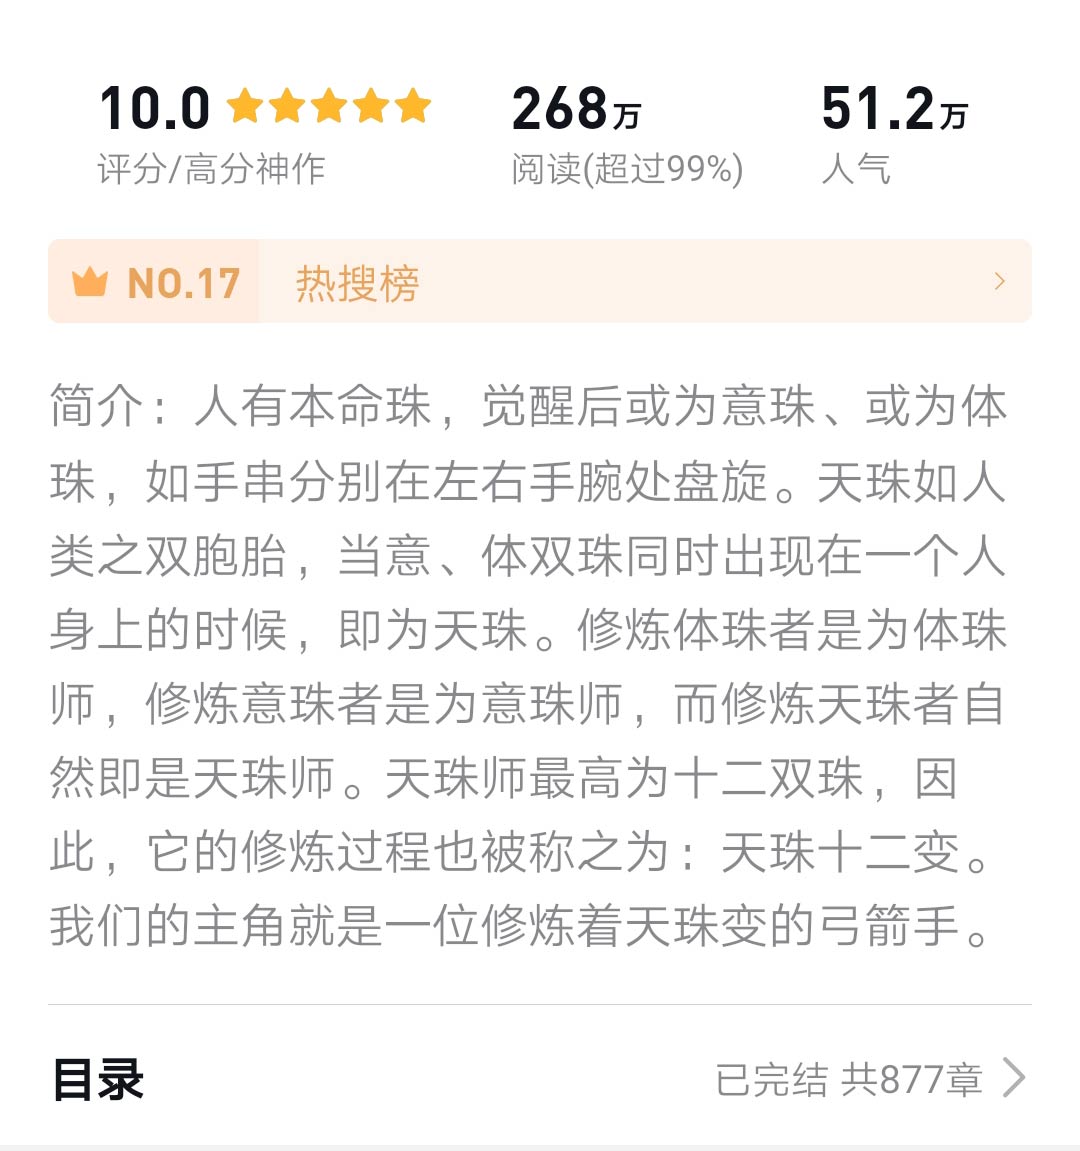 10.0 268万 51.2万
评分/高分神作 阅读(超过99%) 人气
NO.17 热搜榜
简介：人有本命珠，觉醒后或为意珠、或为体
珠，如手串分别在左右手腕处盘旋。天珠如人
类之双胞胎，当意、体双珠同时出现在一个人
身上的时候，即为天珠。修炼体珠者是为体珠
师，修炼意珠者是为意珠师，而修炼天珠者自
然即是天珠师。天珠师最高为十二双珠，因
此，它的修炼过程也被称之为：天珠十二变。
我们的主角就是一位修炼着天珠变的弓箭手。
目录 已完结 共877章